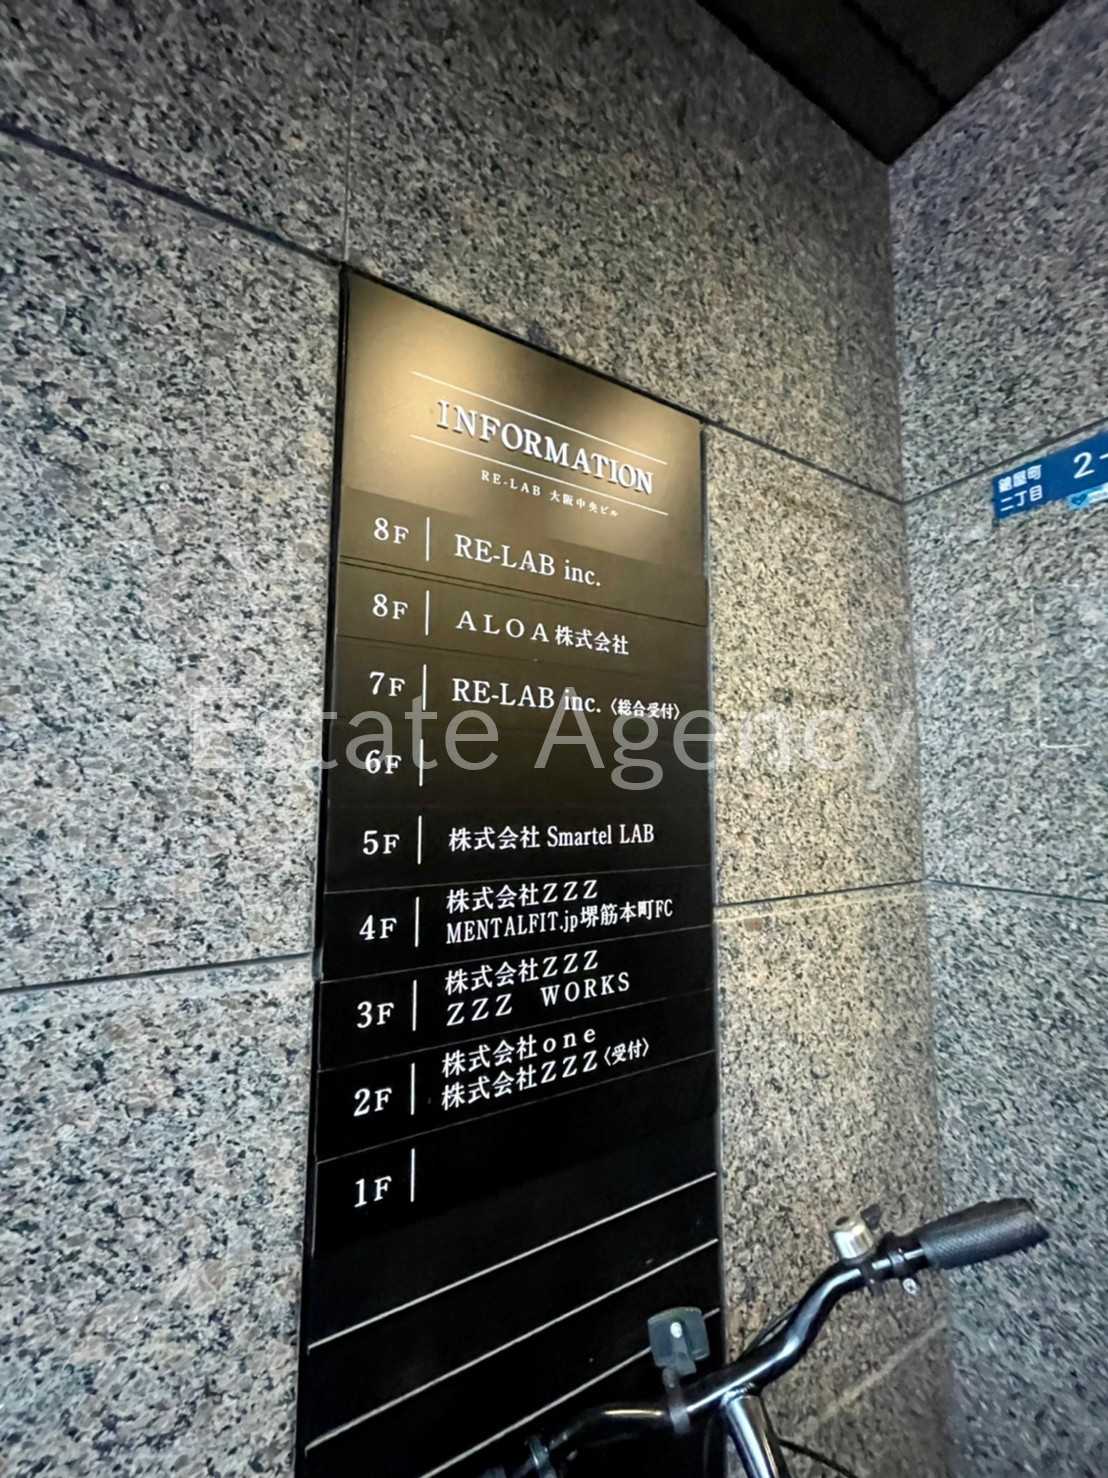 INFORMATION
RE-LAB 大阪中央ビル
8F RE-LAB inc.
8F ALOA株式会社
7F RE-LAB inc.〈総合受付〉
6F
5F 株式会社 Smartel LAB
4F 株式会社ZZZ
MENTALFIT.jp堺筋本町FC
3F 株式会社ZZZ
ZZZ WORKS
2F 株式会社one
株式会社ZZZ〈受付〉
1F
鎗屋町
二丁目
2-
Estate Agency